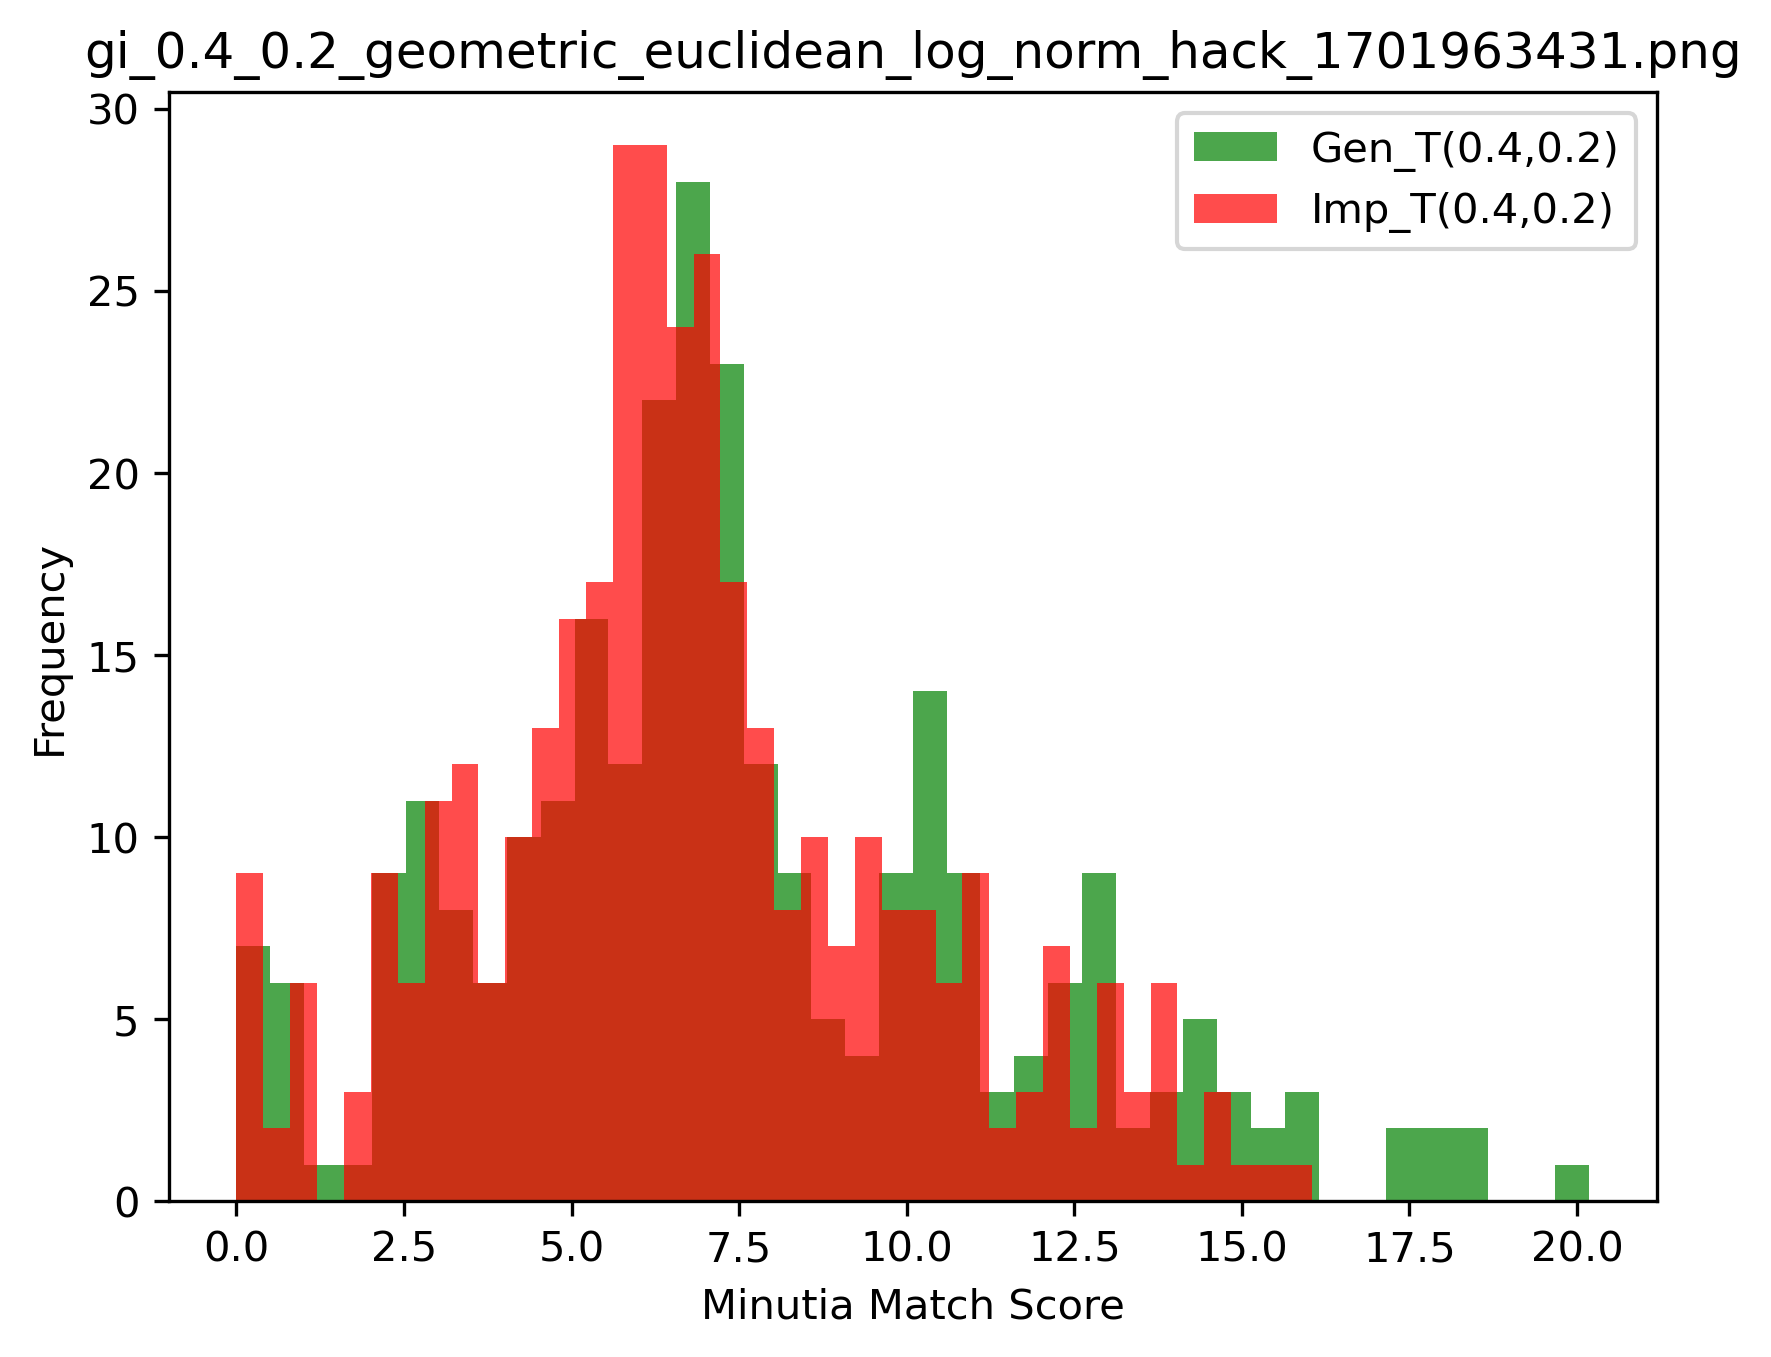 gi_0.4_0.2_geometric_euclidean_log_norm_hack_1701963431.png
30
25
20
15
10
5
0
Frequency
Gen_T(0.4,0.2)
Imp_T(0.4,0.2)
0.0 2.5 5.0 7.5 10.0 12.5 15.0 17.5 20.0
Minutia Match Score